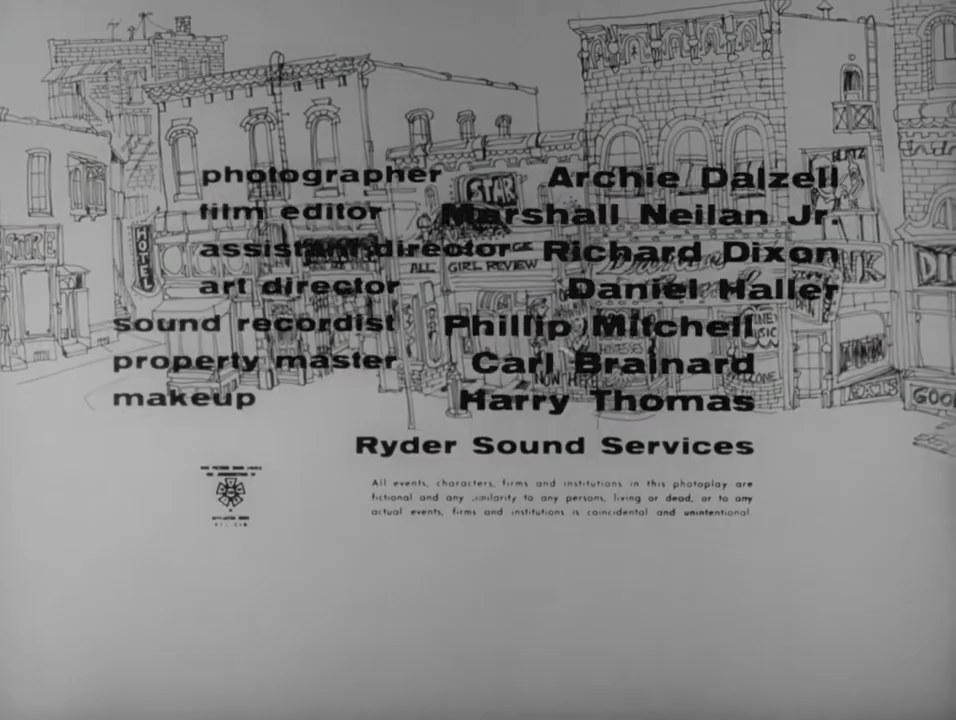 photographer Archie Dalzell
film editor Marshall Neilan Jr.
assistant director Richard Dixon
art director Daniel Haller
sound recordist Phillip Mitchell
property master Carl Brainard
makeup Harry Thomas
Ryder Sound Services
All events, characters, firms and institutions in this photoplay are
fictional and any similarity to any persons, living or dead, or to any
actual events, firms and institutions is coincidental and unintentional.
STAR
HOTEL
ALL GIRL REVIEW
HOSTESSES
GOOD